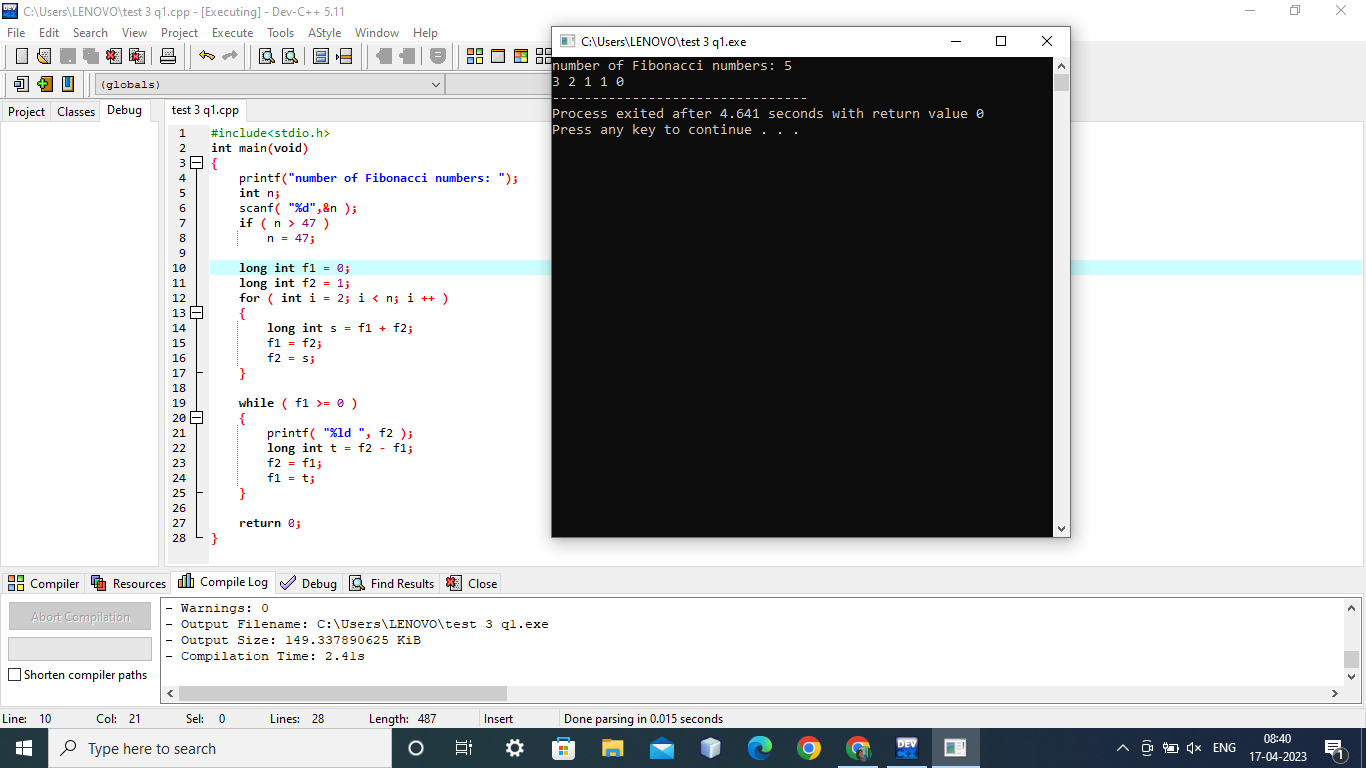 C:\Users\LENOVO\test 3 q1.cpp - [Executing] - Dev-C++ 5.11
File Edit Search View Project Execute Tools AStyle Window Help
(globals)
Project Classes Debug
test 3 q1.cpp
1 #include<stdio.h>
2 int main(void)
3 {
4 printf("number of Fibonacci numbers: ");
5 int n;
6 scanf( "%d",&n );
7 if ( n > 47 )
8 n = 47;
9
10 long int f1 = 0;
11 long int f2 = 1;
12 for ( int i = 2; i < n; i ++ )
13 {
14 long int s = f1 + f2;
15 f1 = f2;
16 f2 = s;
17 }
18
19 while ( f1 >= 0 )
20 {
21 printf( "%ld ", f2 );
22 long int t = f2 - f1;
23 f2 = f1;
24 f1 = t;
25 }
26
27 return 0;
28 }
C:\Users\LENOVO\test 3 q1.exe
number of Fibonacci numbers: 5
3 2 1 1 0
--------------------------------
Process exited after 4.641 seconds with return value 0
Press any key to continue . . .
Compiler Resources Compile Log Debug Find Results Close
Abort Compilation
Shorten compiler paths
- Warnings: 0
- Output Filename: C:\Users\LENOVO\test 3 q1.exe
- Output Size: 149.337890625 KiB
- Compilation Time: 2.41s
Line: 10 Col: 21 Sel: 0 Lines: 28 Length: 487 Insert Done parsing in 0.015 seconds
Type here to search
DEV
ENG
08:40
17-04-2023
1